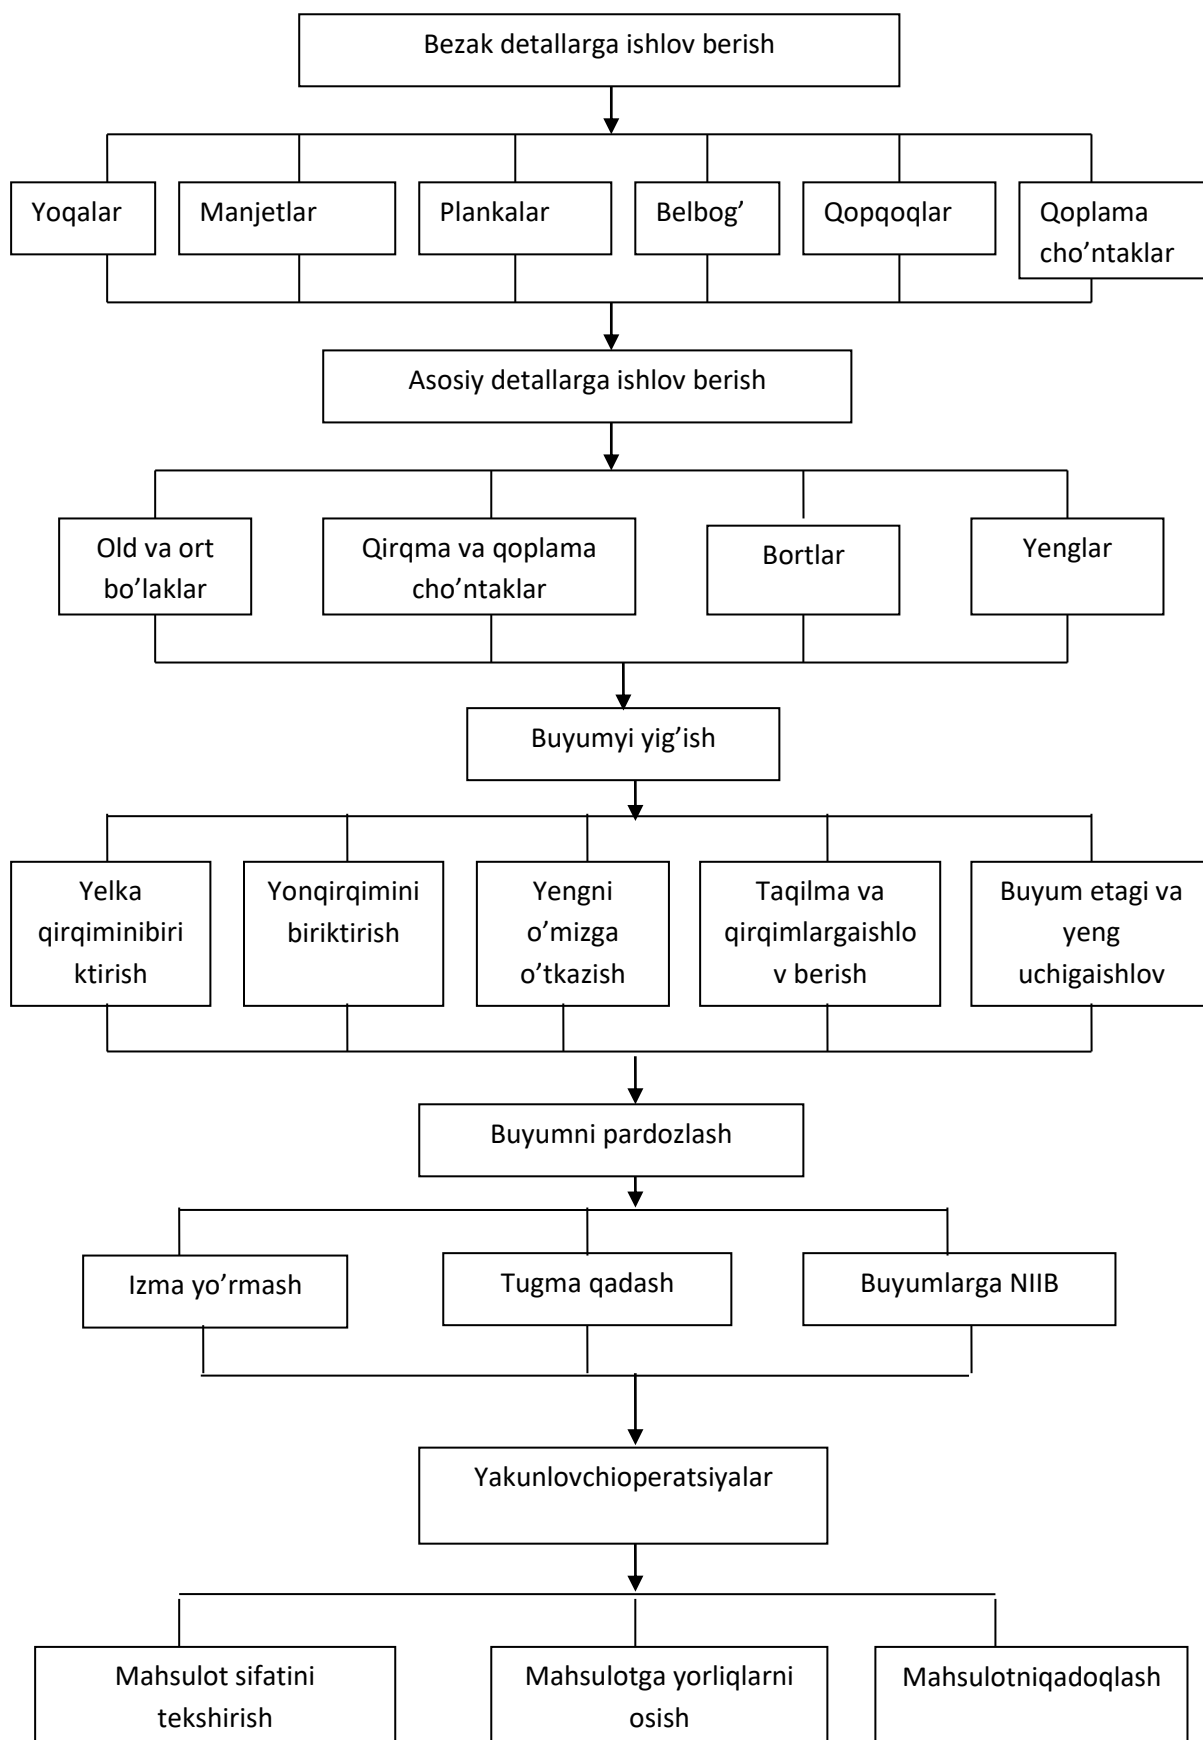 Bezak detallarga ishlov berish
Yoqalar
Manjetlar
Plankalar
Belbog’
Qopqoqlar
Qoplama
cho’ntaklar
Asosiy detallarga ishlov berish
Old va ort
bo’laklar
Qirqma va qoplama
cho’ntaklar
Bortlar
Yenglar
Buyumyi yig’ish
Yelka
qirqiminibiri
ktirish
Yonqirqimini
biriktirish
Yengni
o’mizga
o’tkazish
Taqilma va
qirqimlargaishlo
v berish
Buyum etagi va
yeng
uchigaishlov
Buyumni pardozlash
Izma yo’rmash
Tugma qadash
Buyumlarga NIIB
Yakunlovchioperatsiyalar
Mahsulot sifatini
tekshirish
Mahsulotga yorliqlarni
osish
Mahsulotniqadoqlash